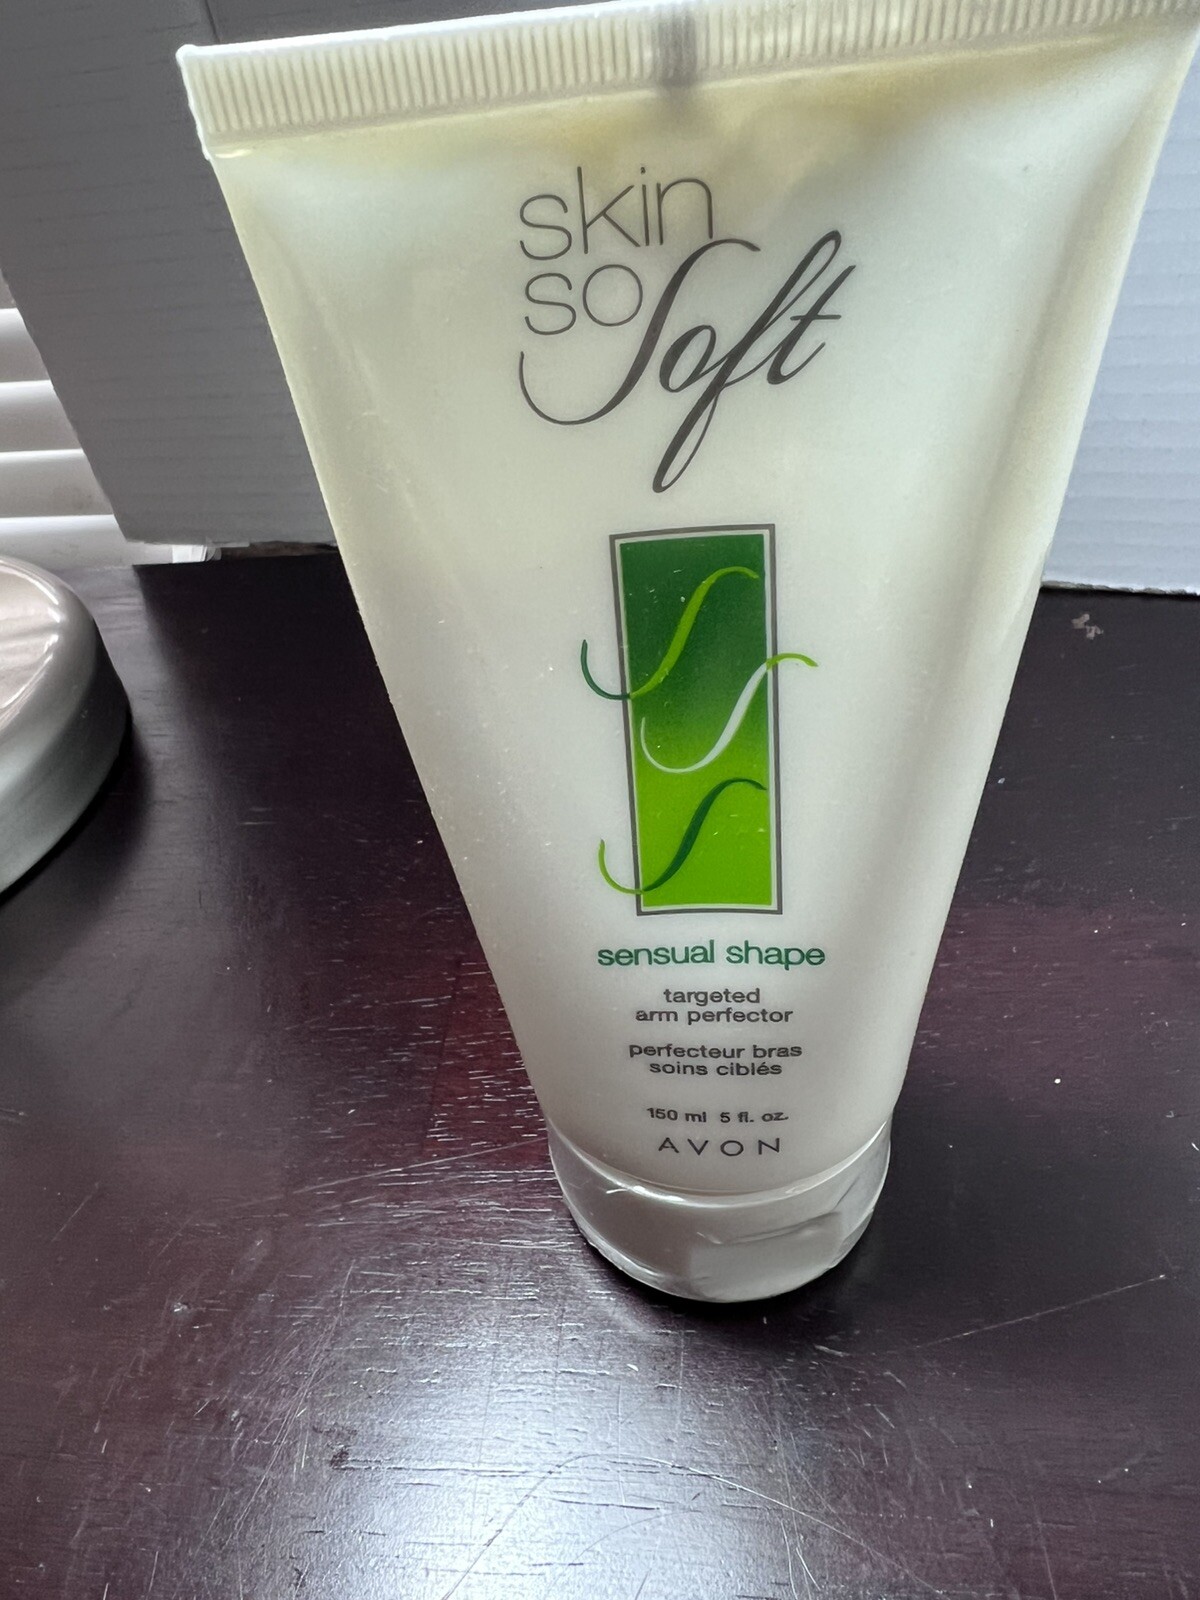 skin
so Soft
sensual shape
targeted
arm perfector
perfecteur bras
soins ciblés
150 ml 5 fl. oz.
AVON